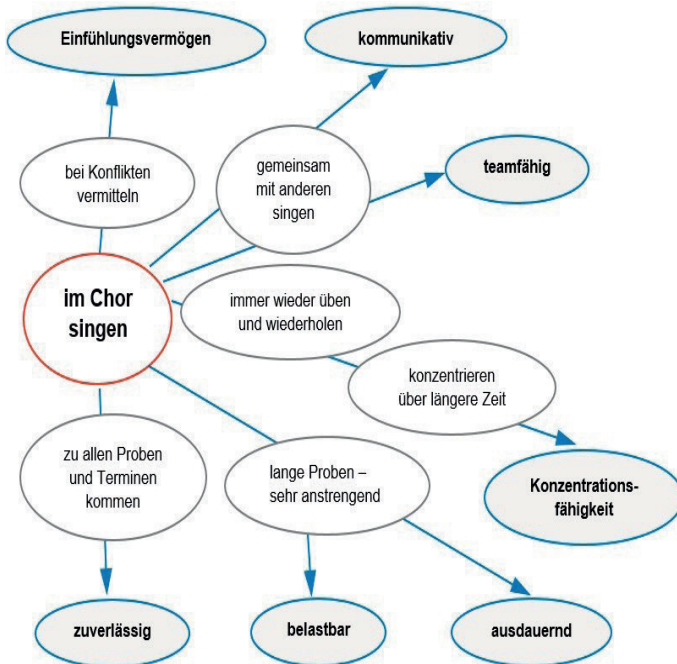 Einfühlungsvermögen
kommunikativ
bei Konflikten
vermitteln
gemeinsam
mit anderen
singen
teamfähig
im Chor
singen
immer wieder üben
und wiederholen
konzentrieren
über längere Zeit
zu allen Proben
und Terminen
kommen
lange Proben –
sehr anstrengend
Konzentrations-
fähigkeit
zuverlässig
belastbar
ausdauernd